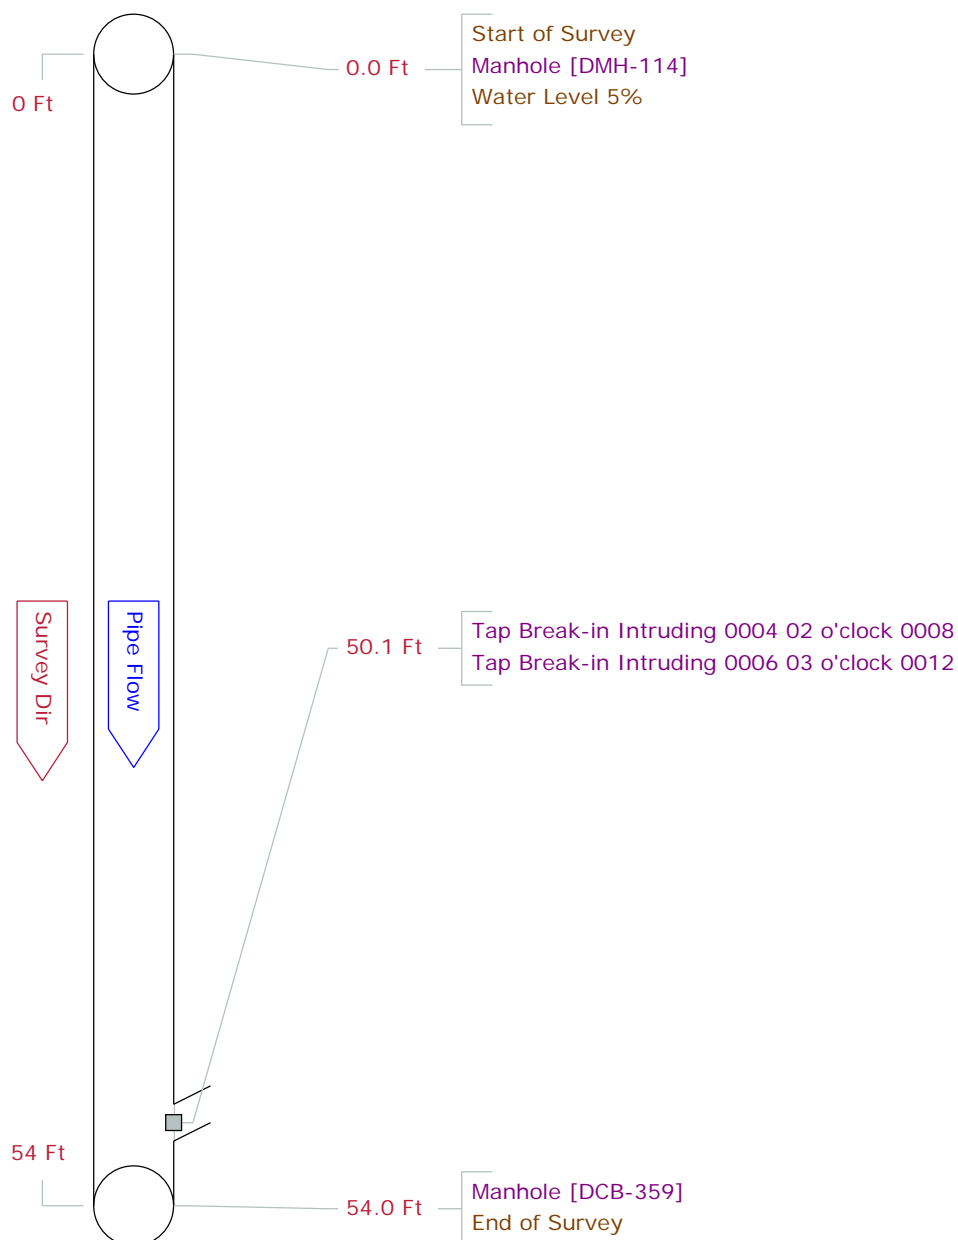 Start of Survey
0.0 Ft
Manhole [DMH-114]
Water Level 5%
0 Ft
Survey Dir
Pipe Flow
50.1 Ft
Tap Break-in Intruding 0004 02 o'clock 0008
Tap Break-in Intruding 0006 03 o'clock 0012
54 Ft
54.0 Ft
Manhole [DCB-359]
End of Survey